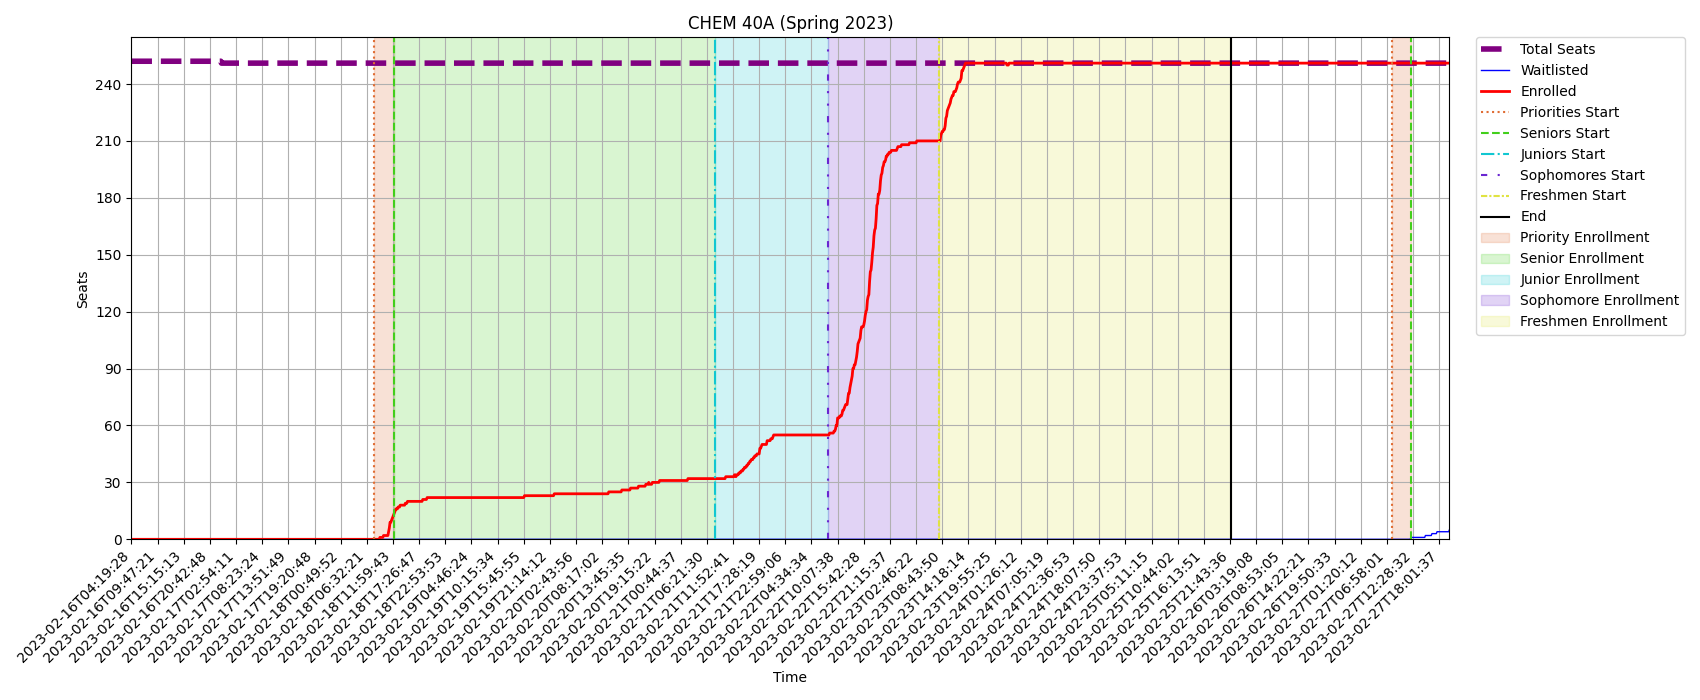 CHEM 40A (Spring 2023)
Seats
240
210
180
150
120
90
60
30
0
2023-02-16T04:19:28
2023-02-16T09:47:21
2023-02-16T15:15:13
2023-02-16T20:42:48
2023-02-17T02:54:11
2023-02-17T08:23:24
2023-02-17T13:51:49
2023-02-17T19:20:48
2023-02-18T00:49:52
2023-02-18T06:32:21
2023-02-18T11:59:43
2023-02-18T17:26:47
2023-02-18T22:53:53
2023-02-19T04:46:24
2023-02-19T10:15:34
2023-02-19T15:45:55
2023-02-19T21:14:12
2023-02-20T02:43:56
2023-02-20T08:17:02
2023-02-20T13:45:35
2023-02-20T19:15:22
2023-02-21T00:44:37
2023-02-21T06:21:30
2023-02-21T11:52:41
2023-02-21T17:28:19
2023-02-21T22:59:06
2023-02-22T04:34:34
2023-02-22T10:07:38
2023-02-22T15:42:28
2023-02-22T21:15:37
2023-02-23T02:46:22
2023-02-23T08:43:50
2023-02-23T14:18:14
2023-02-23T19:55:25
2023-02-24T01:26:12
2023-02-24T07:05:19
2023-02-24T12:36:53
2023-02-24T18:07:50
2023-02-24T23:37:53
2023-02-25T05:11:15
2023-02-25T10:44:02
2023-02-25T16:13:51
2023-02-25T21:43:36
2023-02-26T03:19:08
2023-02-26T08:53:05
2023-02-26T14:22:21
2023-02-26T19:50:33
2023-02-27T01:20:12
2023-02-27T06:58:01
2023-02-27T12:28:32
2023-02-27T18:01:37
Time
Total Seats
Waitlisted
Enrolled
Priorities Start
Seniors Start
Juniors Start
Sophomores Start
Freshmen Start
End
Priority Enrollment
Senior Enrollment
Junior Enrollment
Sophomore Enrollment
Freshmen Enrollment